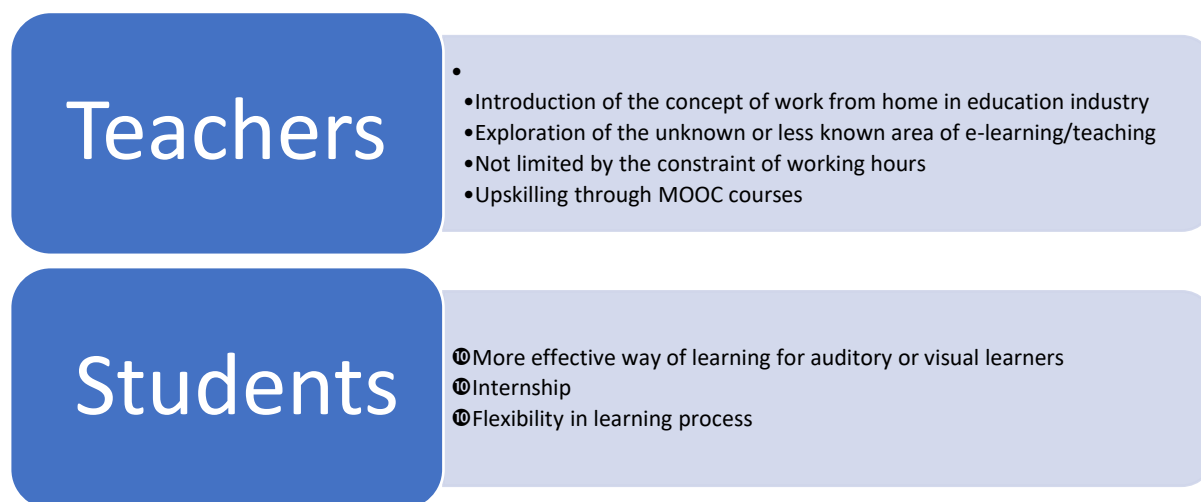 Teachers
•
•Introduction of the concept of work from home in education industry
•Exploration of the unknown or less known area of e-learning/teaching
•Not limited by the constraint of working hours
•Upskilling through MOOC courses
Students
❿More effective way of learning for auditory or visual learners
❿Internship
❿Flexibility in learning process